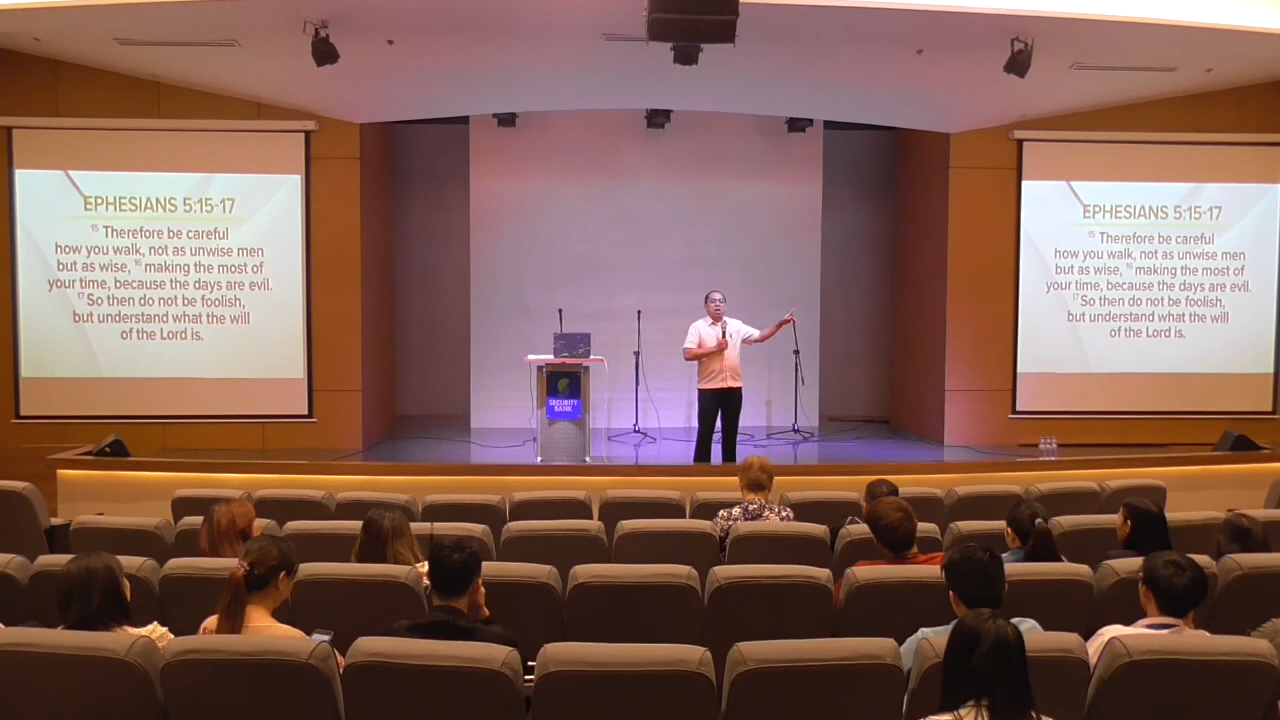 EPHESIANS 5:15-17
15 Therefore be careful
how you walk, not as unwise men
but as wise, 16 making the most of
your time, because the days are evil.
17 So then do not be foolish,
but understand what the will
of the Lord is.
SECURITY
BANK
EPHESIANS 5:15-17
15 Therefore be careful
how you walk, not as unwise men
but as wise, 16 making the most of
your time, because the days are evil.
17 So then do not be foolish,
but understand what the will
of the Lord is.